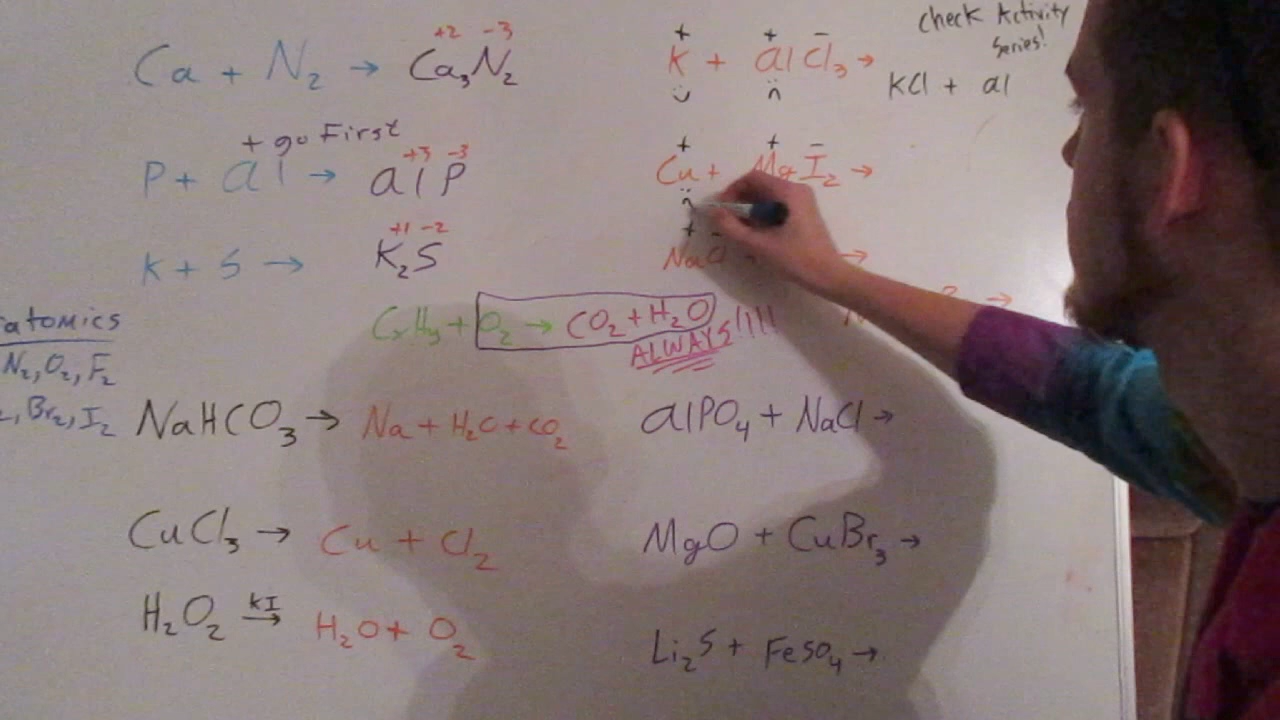 Ca + N2 → Ca3N2
+2 -3
+ go First
P + al → alP
+3 -3
K + S → K2S
+1 -2
atomics
N2, O2, F2
Br2, I2
CxHy + O2 → CO2 + H2O
ALWAYS!!!!!
NaHCO3 → Na + H2O + CO2
CuCl3 → Cu + Cl2
H2O2 →(KI) H2O + O2
check Activity
Series!
+ + -
K + alCl3 → KCl + al
+ + -
Cu + MgI2 →
+ -
NaCl
alPO4 + NaCl →
MgO + CuBr3 →
Li2S + FeSO4 →